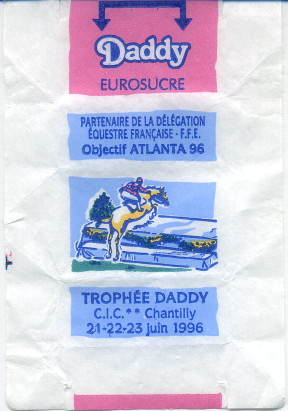 Daddy
EUROSUCRE
PARTENAIRE DE LA DÉLÉGATION
ÉQUESTRE FRANÇAISE - F.F.E.
Objectif ATLANTA 96
TROPHÉE DADDY
C.I.C.** Chantilly
21-22-23 juin 1996